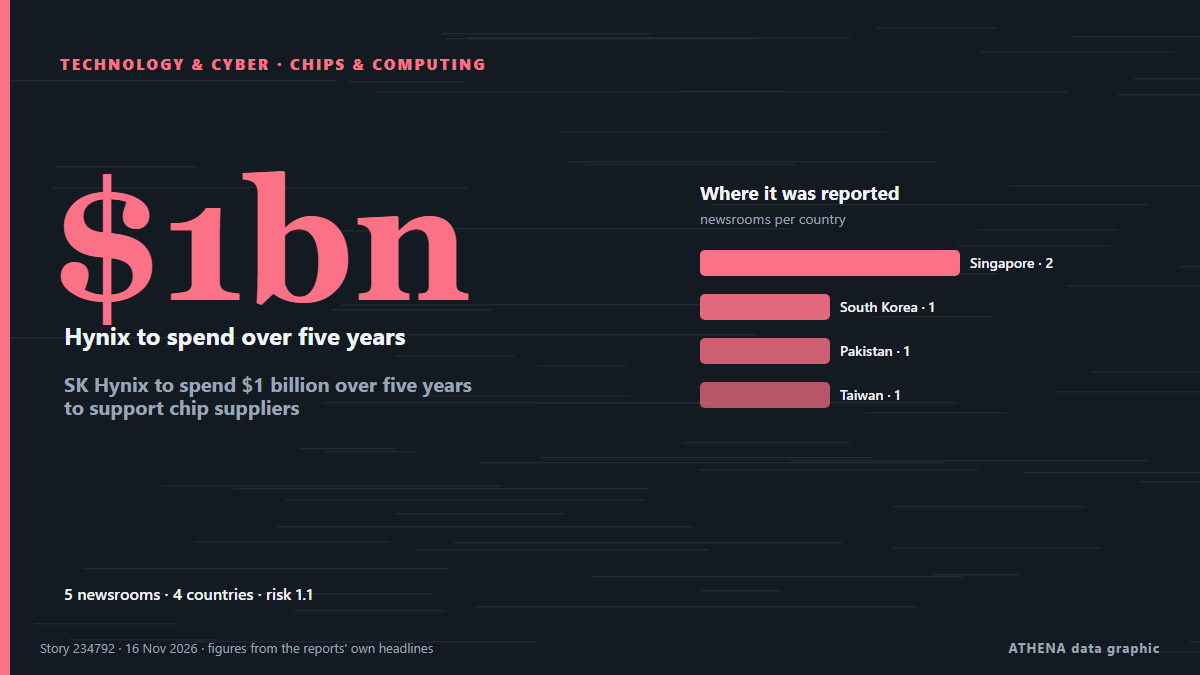 TECHNOLOGY & CYBER · CHIPS & COMPUTING
$1bn
Hynix to spend over five years
SK Hynix to spend $1 billion over five years
to support chip suppliers
Where it was reported
newsrooms per country
Singapore · 2
South Korea · 1
Pakistan · 1
Taiwan · 1
5 newsrooms · 4 countries · risk 1.1
Story 234792 · 16 Nov 2026 · figures from the reports' own headlines
ATHENA data graphic